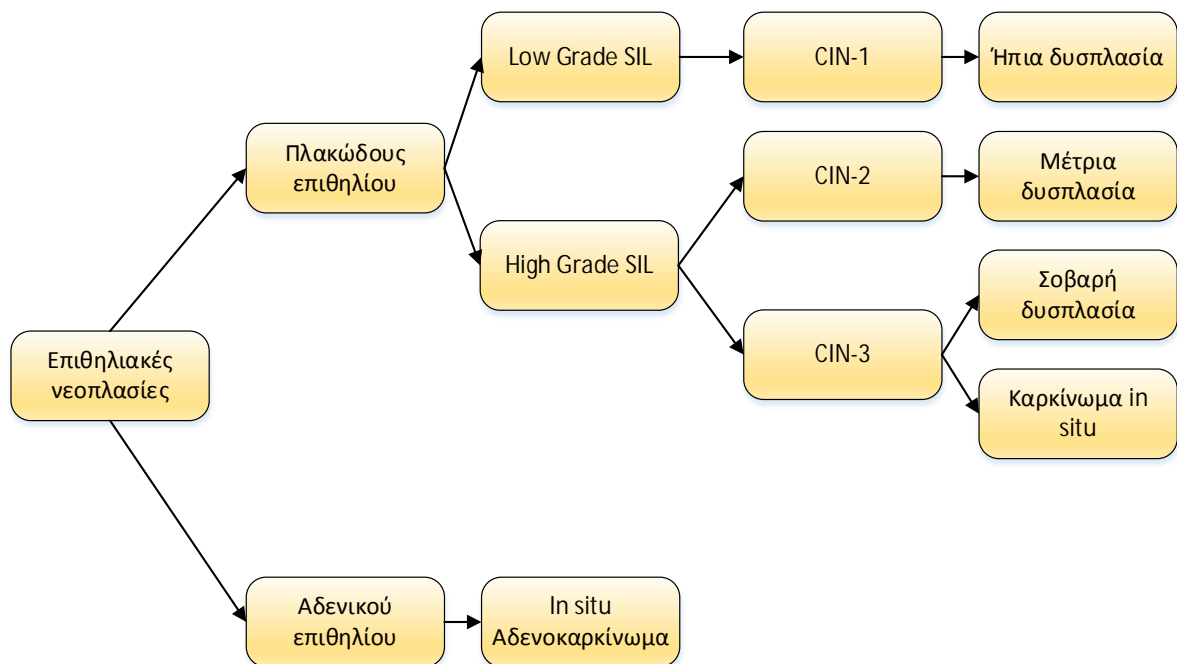 Low Grade SIL
CIN-1
Ήπια δυσπλασία
Πλακώδους
επιθηλίου
CIN-2
Μέτρια
δυσπλασία
High Grade SIL
Σοβαρή
δυσπλασία
Επιθηλιακές
νεοπλασίες
CIN-3
Καρκίνωμα in
situ
Αδενικού
επιθηλίου
In situ
Αδενοκαρκίνωμα